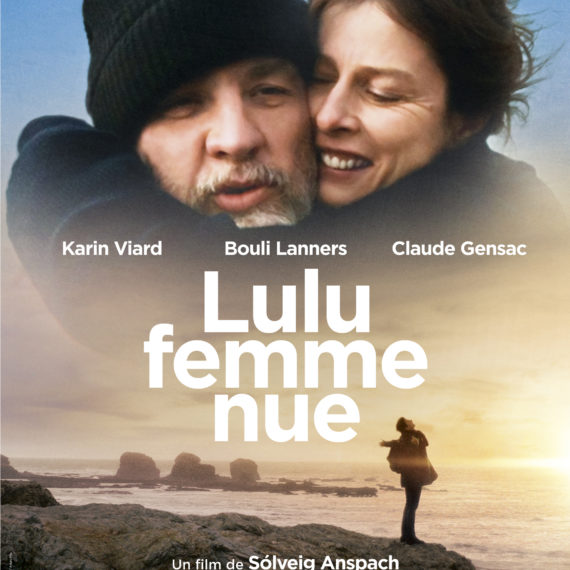 Karin Viard Bouli Lanners Claude Gensac
Lulu
femme
nue
Un film de Sólveig Anspach